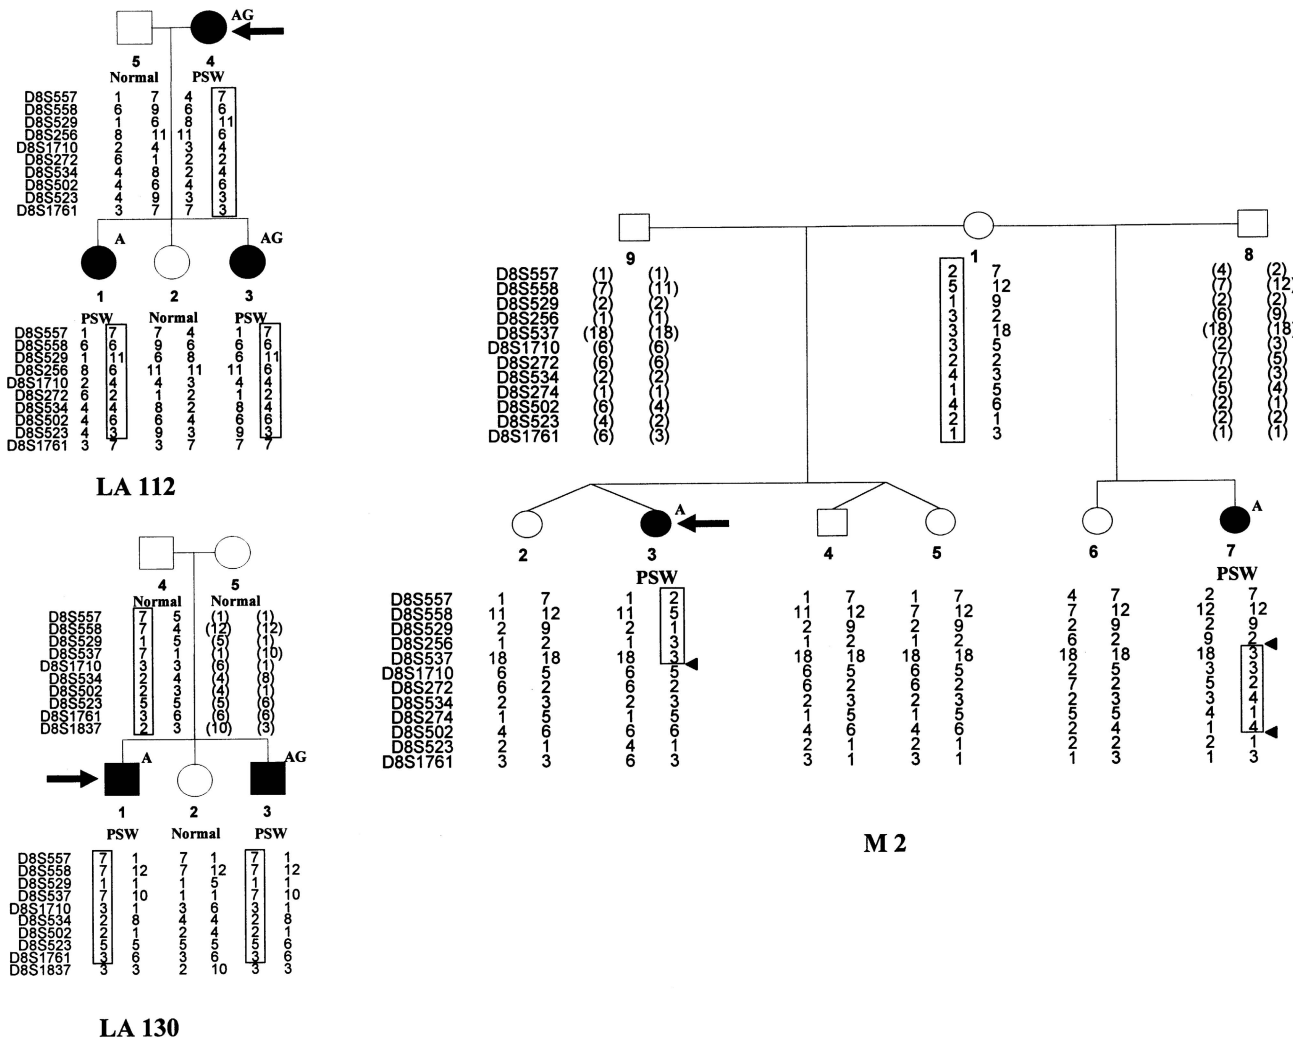 AG
5 4
Normal PSW
D8S557 1 7 4 7
D8S558 6 9 6 6
D8S529 1 6 8 11
D8S256 8 11 11 6
D8S1710 2 4 3 4
D8S272 6 1 2 2
D8S534 4 8 2 4
D8S502 4 6 4 6
D8S523 4 9 3 3
D8S1761 3 7 7 3
A AG
1 2 3
PSW Normal PSW
D8S557 1 7 7 4 1 7
D8S558 6 6 9 6 6 6
D8S529 1 11 6 8 6 11
D8S256 8 6 11 11 11 6
D8S1710 2 4 4 3 4 4
D8S272 6 2 1 2 1 2
D8S534 4 4 8 2 8 4
D8S502 4 6 6 4 6 6
D8S523 4 3 9 3 9 3
D8S1761 3 7 3 7 7 7
LA 112
4 5
Normal Normal
D8S557 7 5 (1) (1)
D8S558 7 4 (12) (12)
D8S529 1 5 (5) (1)
D8S537 7 1 (1) (10)
D8S1710 3 3 (6) (1)
D8S534 2 4 (4) (8)
D8S502 2 3 (4) (1)
D8S523 5 5 (5) (6)
D8S1761 3 6 (6) (6)
D8S1837 2 3 (10) (3)
A AG
1 2 3
PSW Normal PSW
D8S557 7 1 7 1 7 1
D8S558 7 12 7 12 7 12
D8S529 1 1 1 5 1 1
D8S537 7 10 1 1 7 10
D8S1710 3 1 3 6 3 1
D8S534 2 8 4 4 2 8
D8S502 2 1 2 4 2 1
D8S523 5 5 5 5 5 6
D8S1761 3 6 3 6 3 6
D8S1837 3 3 2 10 3 3
LA 130
9 1 8
D8S557 (1) (1) 2 7 (4) (2)
D8S558 (7) (11) 5 12 (7) (12)
D8S529 (2) (2) 1 9 (2) (2)
D8S256 (1) (1) 3 2 (6) (9)
D8S537 (18) (18) 3 18 (18) (18)
D8S1710 (6) (6) 3 5 (2) (3)
D8S272 (6) (6) 2 2 (7) (5)
D8S534 (2) (2) 4 3 (2) (3)
D8S274 (1) (1) 1 5 (5) (4)
D8S502 (6) (4) 4 6 (2) (1)
D8S523 (4) (2) 2 1 (2) (2)
D8S1761 (6) (3) 1 3 (1) (1)
A A
2 3 4 5 6 7
PSW PSW
D8S557 1 7 1 2 1 7 1 7 4 7 2 7
D8S558 11 12 11 5 11 12 7 12 7 12 12 12
D8S529 2 9 2 1 2 9 2 9 2 9 2 9
D8S256 1 2 1 3 1 2 1 2 6 2 9 2
D8S537 18 18 18 3 18 18 18 18 18 18 18 3
D8S1710 6 5 6 5 6 5 6 5 2 5 3 3
D8S272 6 2 6 2 6 2 6 2 7 2 5 2
D8S534 2 3 2 3 2 3 2 3 2 3 3 4
D8S274 1 5 1 5 1 5 1 5 5 5 4 1
D8S502 4 6 6 6 4 6 4 6 2 4 1 4
D8S523 2 1 4 1 2 1 2 1 2 2 2 1
D8S1761 3 3 6 3 3 1 3 1 1 3 1 3
M 2